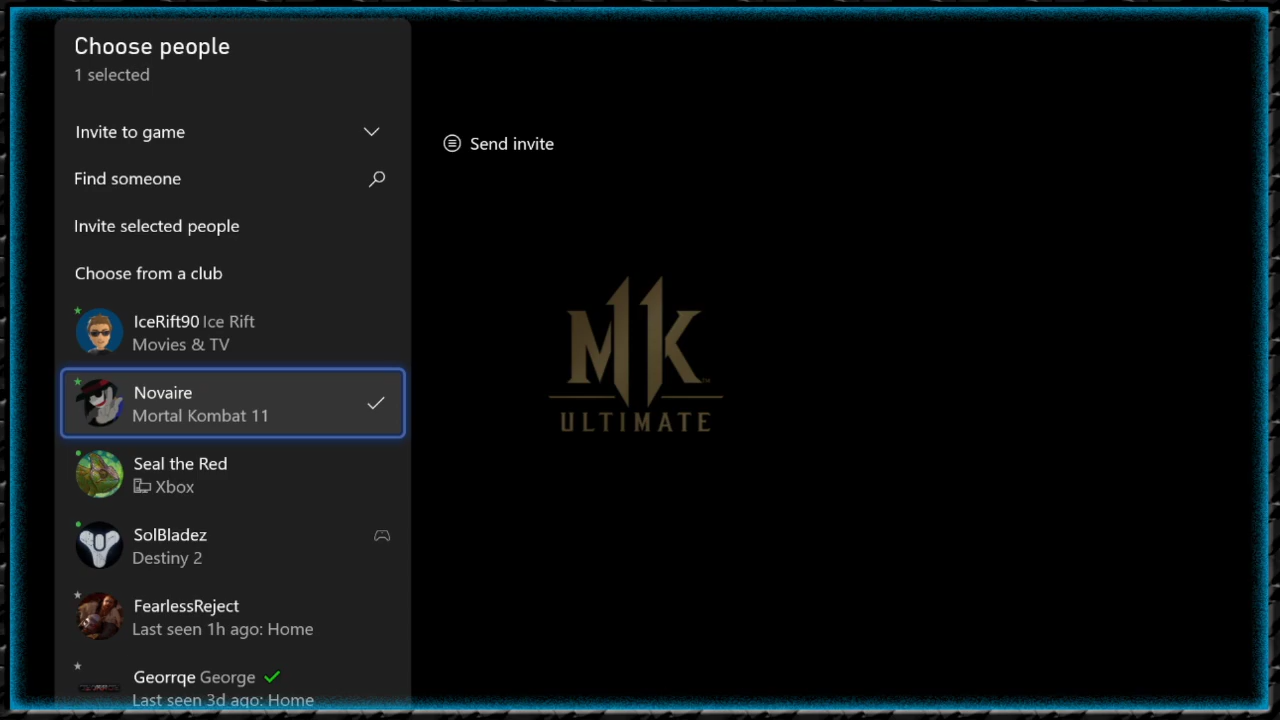 Choose people
1 selected
Invite to game
Send invite
Find someone
Invite selected people
Choose from a club
IceRift90 Ice Rift
Movies & TV
Novaire
Mortal Kombat 11
Seal the Red
Xbox
SolBladez
Destiny 2
FearlessReject
Last seen 1h ago: Home
Georrqe George
Last seen 3d ago: Home
MK11
ULTIMATE